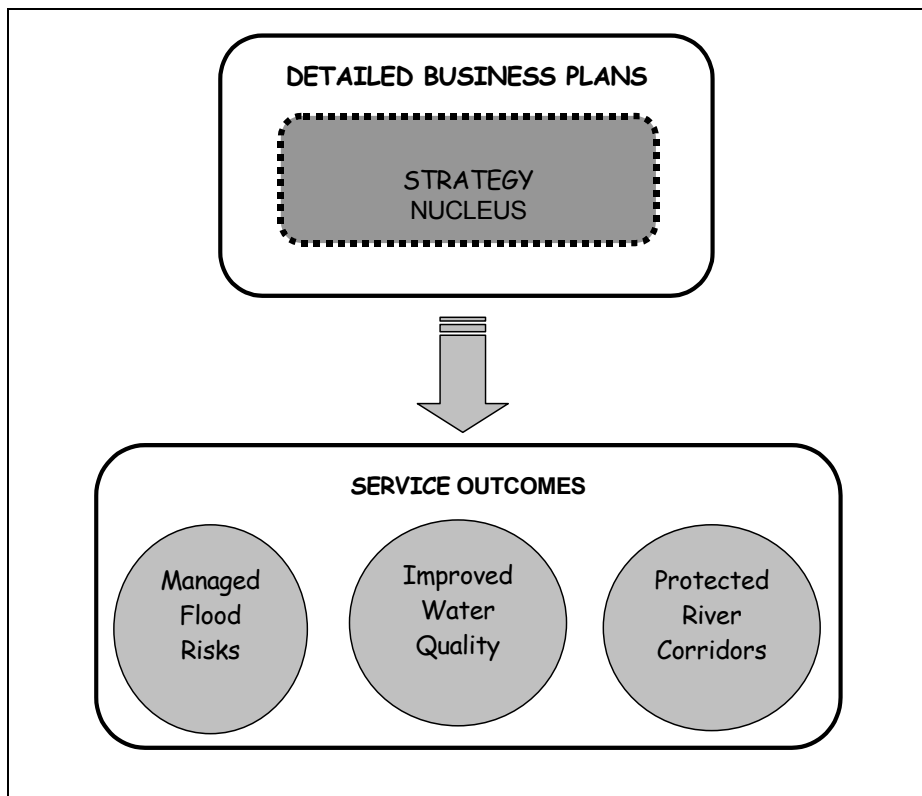 DETAILED BUSINESS PLANS
STRATEGY
NUCLEUS
SERVICE OUTCOMES
Managed
Flood
Risks
Improved
Water
Quality
Protected
River
Corridors